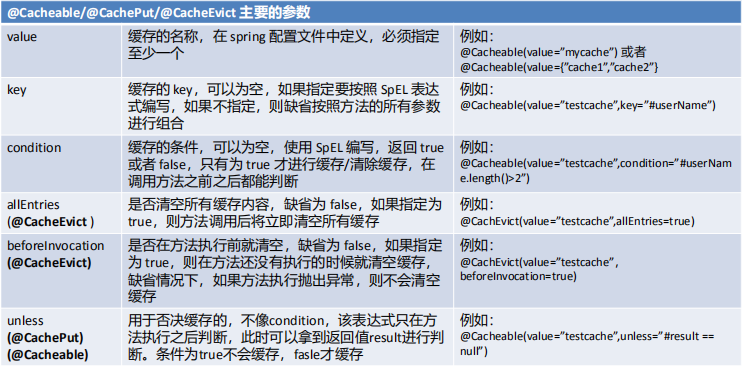 @Cacheable/@CachePut/@CacheEvict 主要的参数
value
缓存的名称，在 spring 配置文件中定义，必须指定
至少一个
例如：
@Cacheable(value=”mycache”) 或者
@Cacheable(value={”cache1”,”cache2”}
key
缓存的 key，可以为空，如果指定要按照 SpEL 表达
式编写，如果不指定，则缺省按照方法的所有参数
进行组合
例如：
@Cacheable(value=”testcache”,key=”#userName”)
condition
缓存的条件，可以为空，使用 SpEL 编写，返回 true
或者 false，只有为 true 才进行缓存/清除缓存，在
调用方法之前之后都能判断
例如：
@Cacheable(value=”testcache”,condition=”#userNam
e.length()>2”)
allEntries
(@CacheEvict )
是否清空所有缓存内容，缺省为 false，如果指定为
true，则方法调用后将立即清空所有缓存
例如：
@CachEvict(value=”testcache”,allEntries=true)
beforeInvocation
(@CacheEvict)
是否在方法执行前就清空，缺省为 false，如果指定
为 true，则在方法还没有执行的时候就清空缓存，
缺省情况下，如果方法执行抛出异常，则不会清空
缓存
例如：
@CachEvict(value=”testcache”，
beforeInvocation=true)
unless
(@CachePut)
(@Cacheable)
用于否决缓存的，不像condition，该表达式只在方
法执行之后判断，此时可以拿到返回值result进行判
断。条件为true不会缓存，fasle才缓存
例如：
@Cacheable(value=”testcache”,unless=”#result ==
null”)